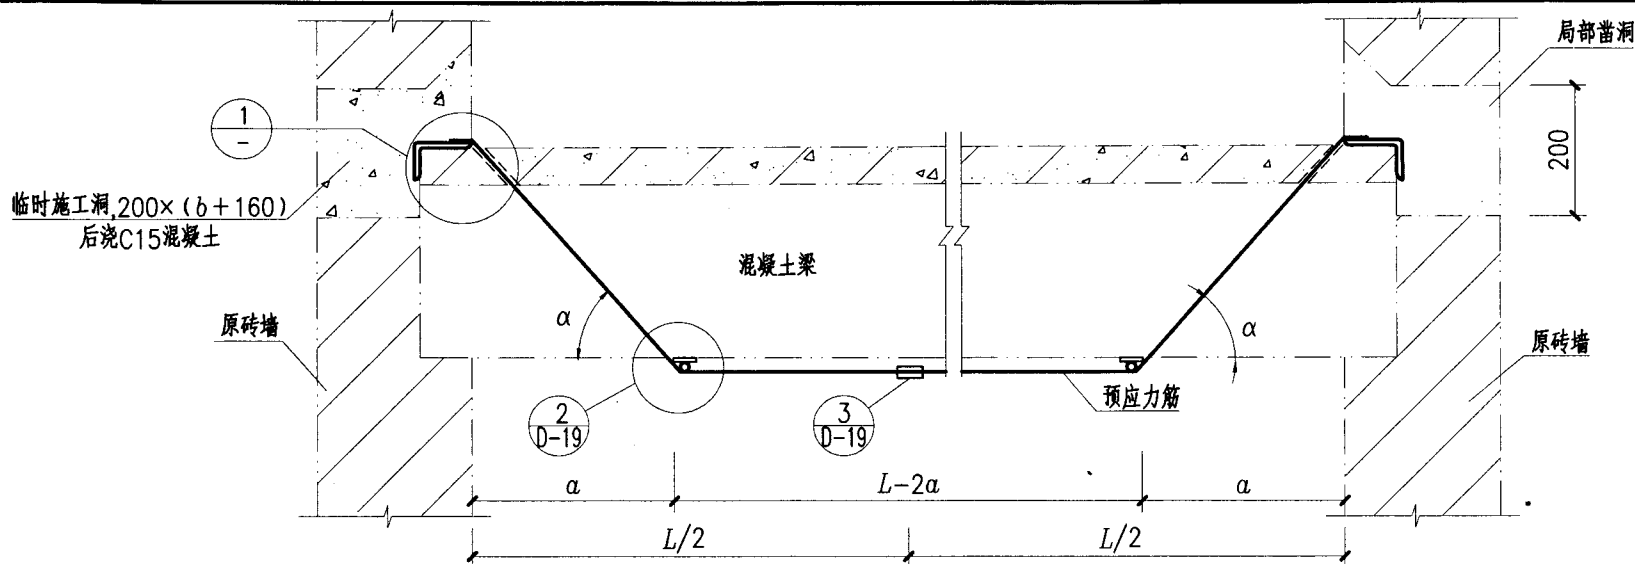 局部凿洞
1
-
200
临时施工洞,200×(b+160)
后浇C15混凝土
混凝土梁
原砖墙
α
α
原砖墙
预应力筋
2
D-19
3
D-19
a
L-2a
a
L/2
L/2